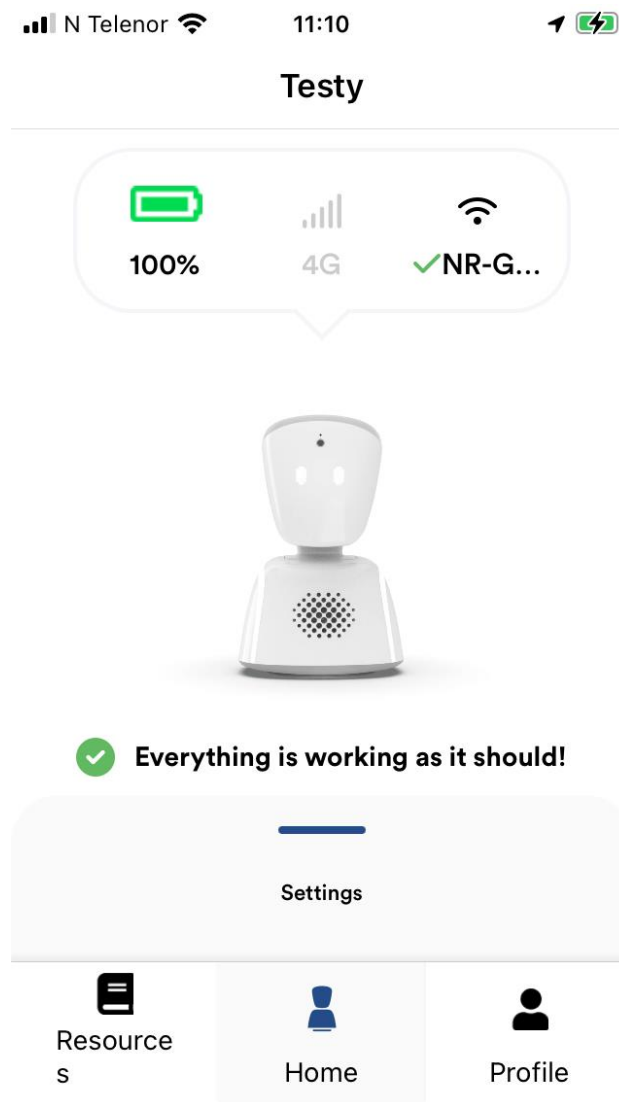 N Telenor 11:10
Testy
100% 4G NR-G...
Everything is working as it should!
Settings
Resource
s
Home
Profile